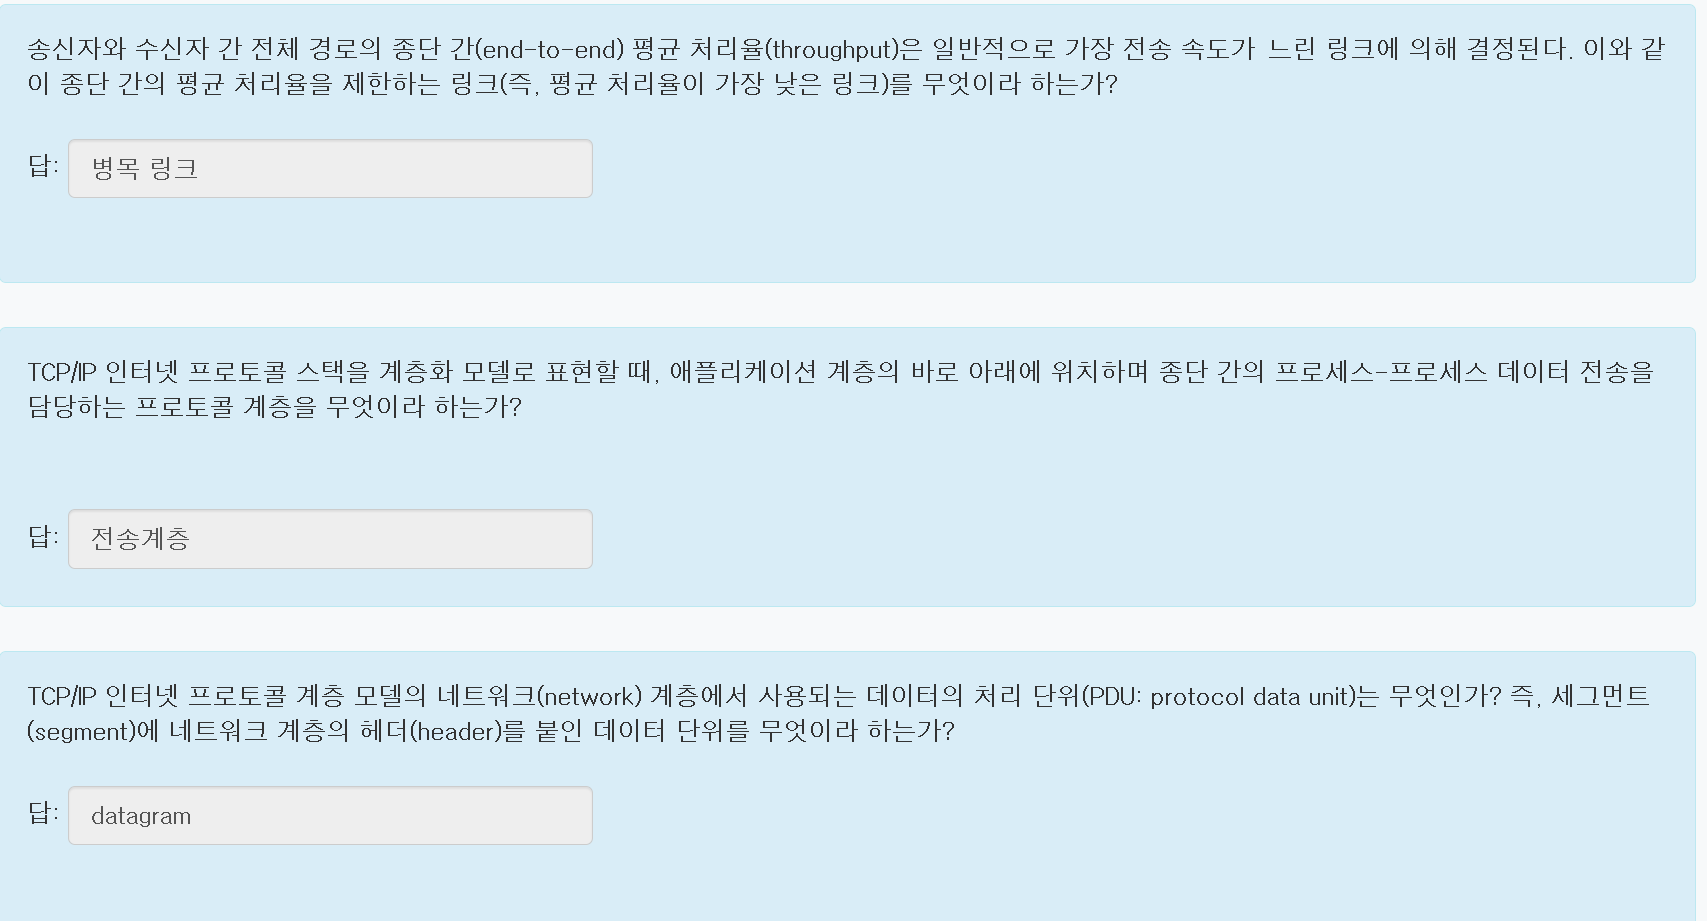 송신자와 수신자 간 전체 경로의 종단 간(end-to-end) 평균 처리율(throughput)은 일반적으로 가장 전송 속도가 느린 링크에 의해 결정된다. 이와 같
이 종단 간의 평균 처리율을 제한하는 링크(즉, 평균 처리율이 가장 낮은 링크)를 무엇이라 하는가?
답: 병목 링크
TCP/IP 인터넷 프로토콜 스택을 계층화 모델로 표현할 때, 애플리케이션 계층의 바로 아래에 위치하며 종단 간의 프로세스-프로세스 데이터 전송을
담당하는 프로토콜 계층을 무엇이라 하는가?
답: 전송계층
TCP/IP 인터넷 프로토콜 계층 모델의 네트워크(network) 계층에서 사용되는 데이터의 처리 단위(PDU: protocol data unit)는 무엇인가? 즉, 세그먼트
(segment)에 네트워크 계층의 헤더(header)를 붙인 데이터 단위를 무엇이라 하는가?
답: datagram